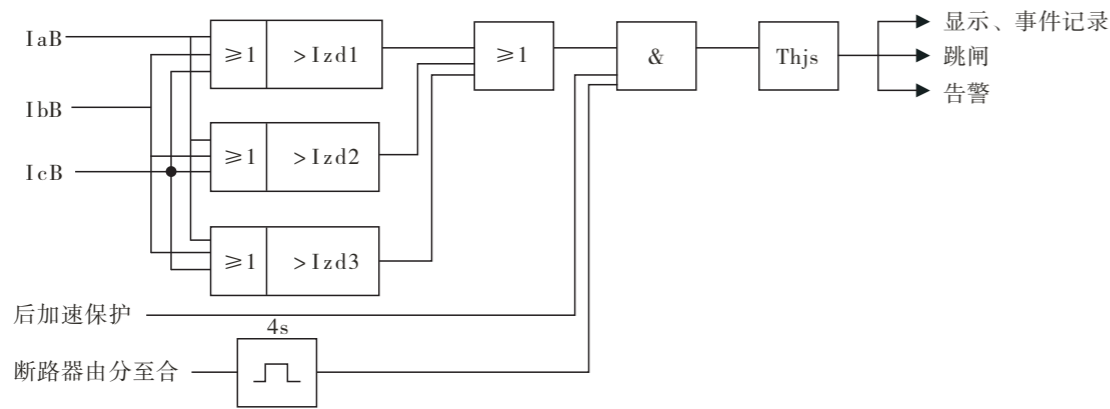 IaB
≥1 >Izd1
≥1
&
Thjs
显示、事件记录
跳闸
告警
IbB
≥1 >Izd2
IcB
≥1 >Izd3
后加速保护
4s
断路器由分至合